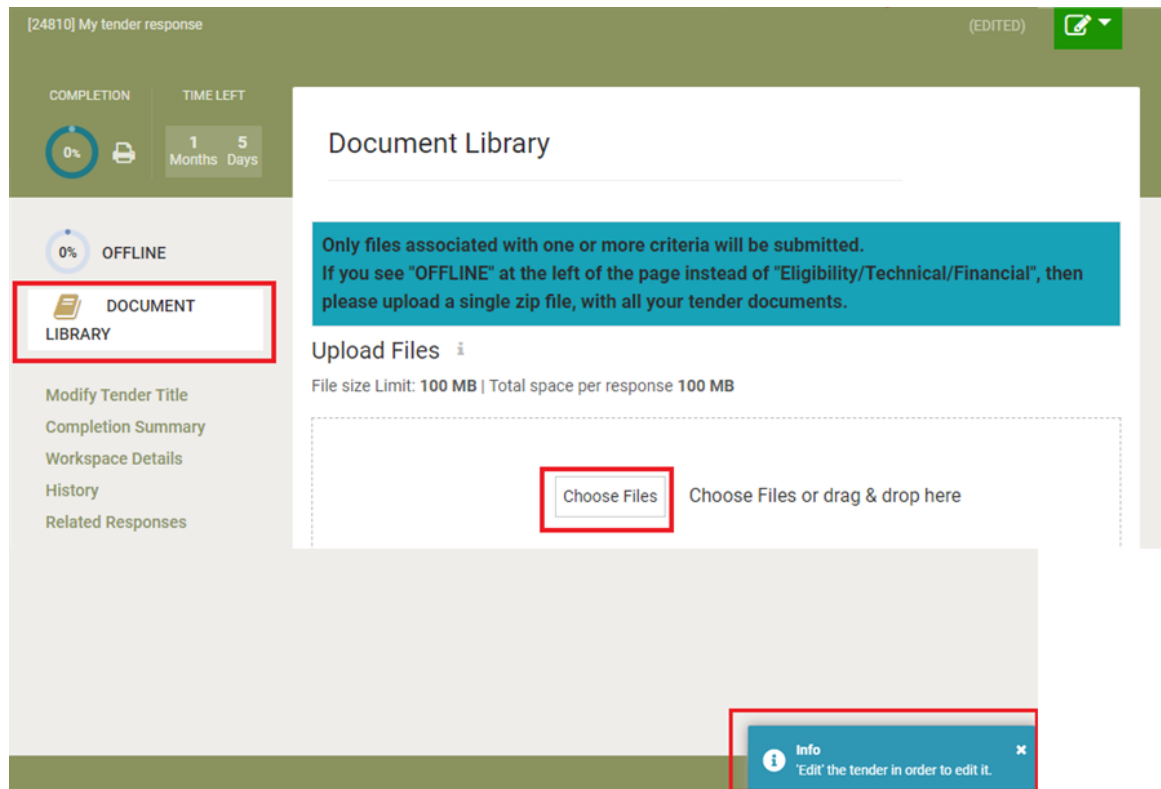 [24810] My tender response
(EDITED)
COMPLETION
TIME LEFT
0%
1 5
Months Days
Document Library
0% OFFLINE
DOCUMENT
LIBRARY
Modify Tender Title
Completion Summary
Workspace Details
History
Related Responses
Only files associated with one or more criteria will be submitted.
If you see "OFFLINE" at the left of the page instead of "Eligibility/Technical/Financial", then
please upload a single zip file, with all your tender documents.
Upload Files i
File size Limit: 100 MB | Total space per response 100 MB
Choose Files Choose Files or drag & drop here
Info
'Edit' the tender in order to edit it.